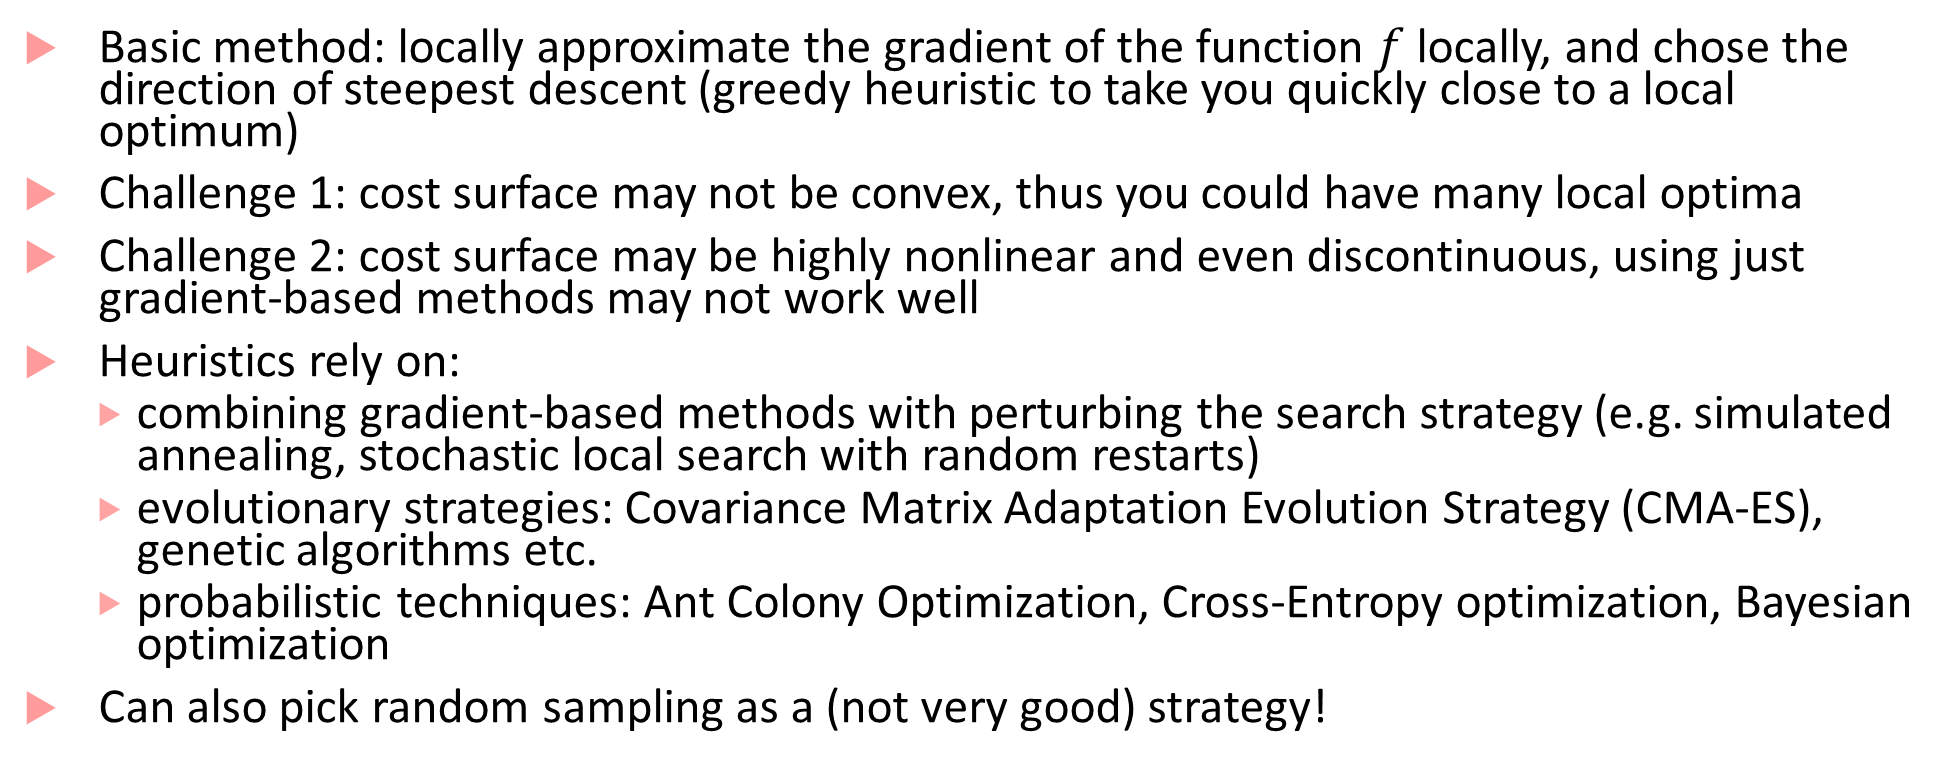 Basic method: locally approximate the gradient of the function f locally, and chose the
direction of steepest descent (greedy heuristic to take you quickly close to a local
optimum)
Challenge 1: cost surface may not be convex, thus you could have many local optima
Challenge 2: cost surface may be highly nonlinear and even discontinuous, using just
gradient-based methods may not work well
Heuristics rely on:
combining gradient-based methods with perturbing the search strategy (e.g. simulated
annealing, stochastic local search with random restarts)
evolutionary strategies: Covariance Matrix Adaptation Evolution Strategy (CMA-ES),
genetic algorithms etc.
probabilistic techniques: Ant Colony Optimization, Cross-Entropy optimization, Bayesian
optimization
Can also pick random sampling as a (not very good) strategy!